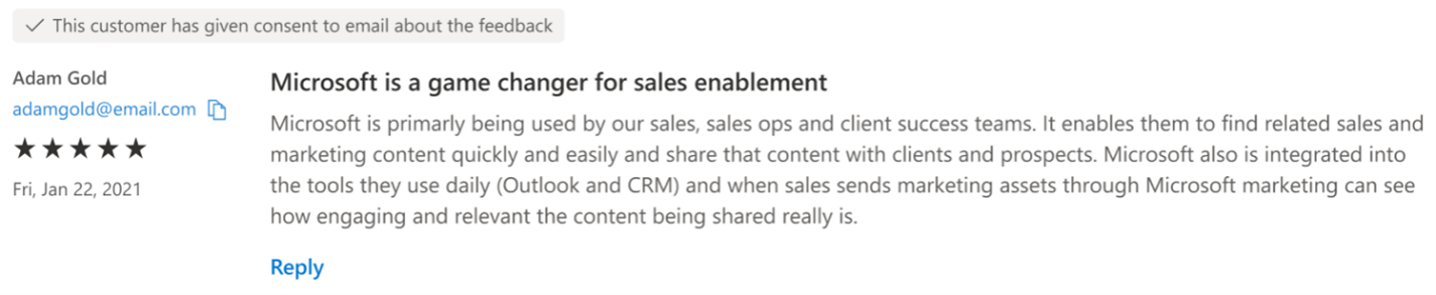 This customer has given consent to email about the feedback
Adam Gold
adamgold@email.com
Fri, Jan 22, 2021
Microsoft is a game changer for sales enablement
Microsoft is primarly being used by our sales, sales ops and client success teams. It enables them to find related sales and
marketing content quickly and easily and share that content with clients and prospects. Microsoft also is integrated into
the tools they use daily (Outlook and CRM) and when sales sends marketing assets through Microsoft marketing can see
how engaging and relevant the content being shared really is.
Reply